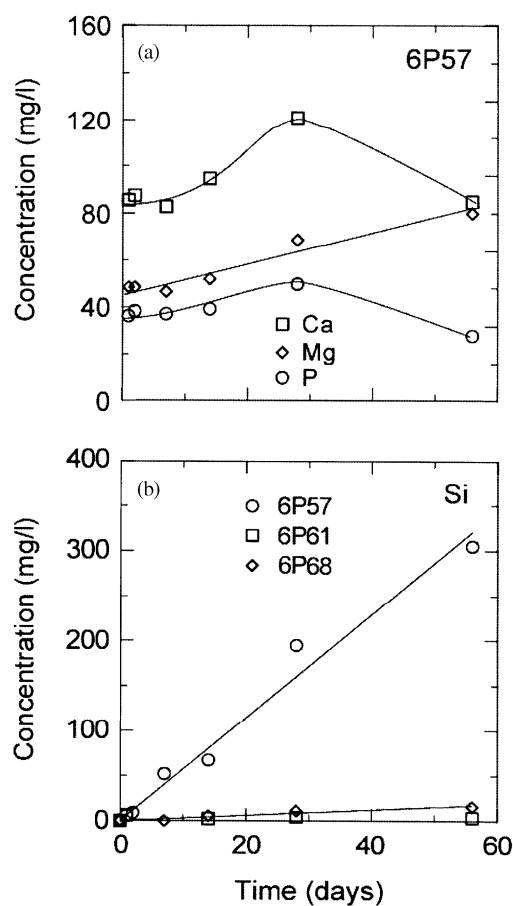 160
(a)
6P57
120
80
40
0
Concentration (mg/l)
Ca
Mg
P
400
(b)
Si
300
200
100
0
Concentration (mg/l)
6P57
6P61
6P68
0 20 40 60
Time (days)